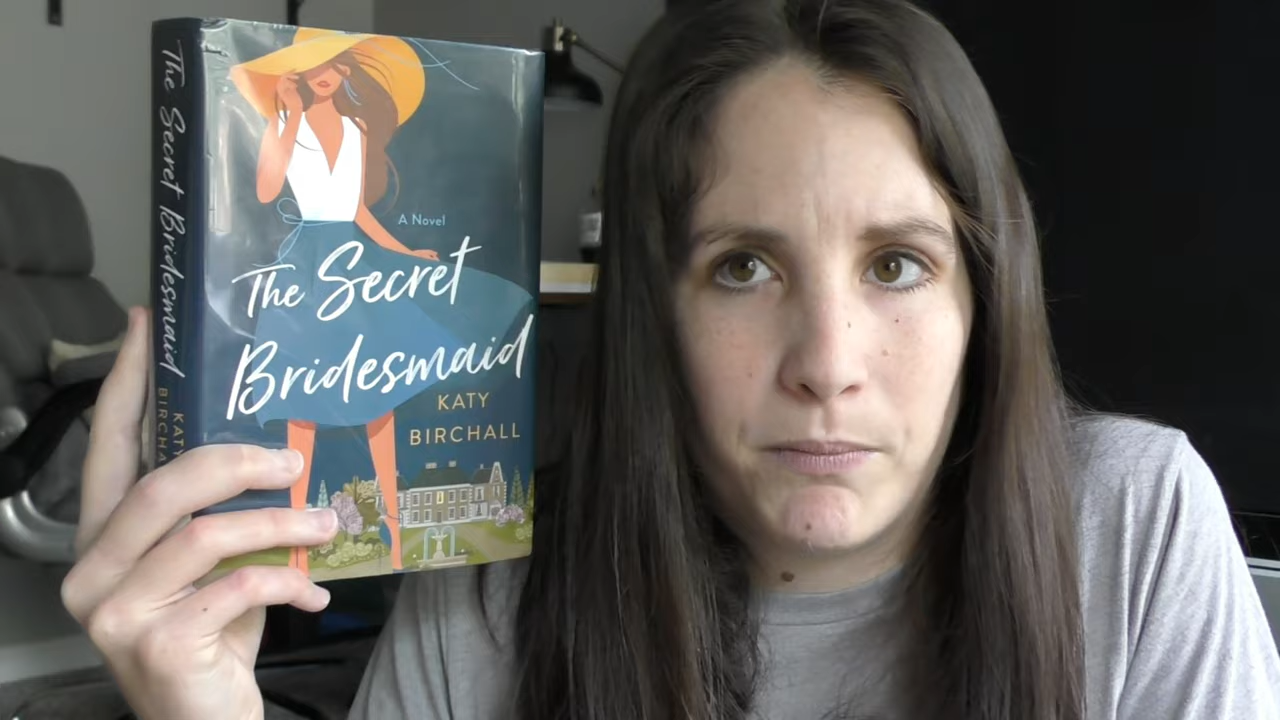 The Secret Bridesmaid
KATY
BIRCHA
A Novel
The Secret
Bridesmaid
KATY
BIRCHALL